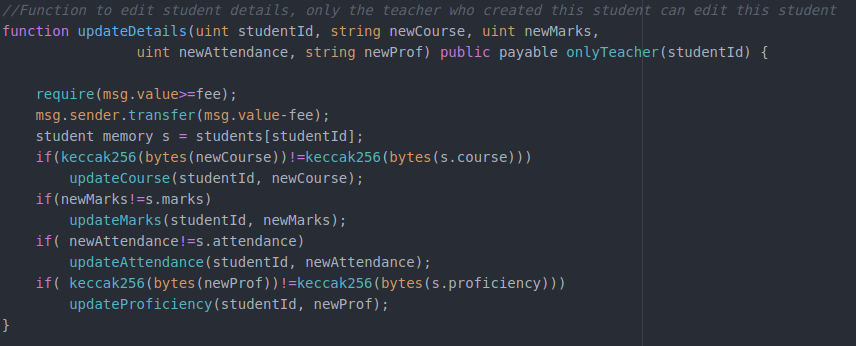 //Function to edit student details, only the teacher who created this student can edit this student
function updateDetails(uint studentId, string newCourse, uint newMarks,
                uint newAttendance, string newProf) public payable onlyTeacher(studentId) {

    require(msg.value>=fee);
    msg.sender.transfer(msg.value-fee);
    student memory s = students[studentId];
    if(keccak256(bytes(newCourse))!=keccak256(bytes(s.course)))
        updateCourse(studentId, newCourse);
    if(newMarks!=s.marks)
        updateMarks(studentId, newMarks);
    if( newAttendance!=s.attendance)
        updateAttendance(studentId, newAttendance);
    if( keccak256(bytes(newProf))!=keccak256(bytes(s.proficiency)))
        updateProficiency(studentId, newProf);
}